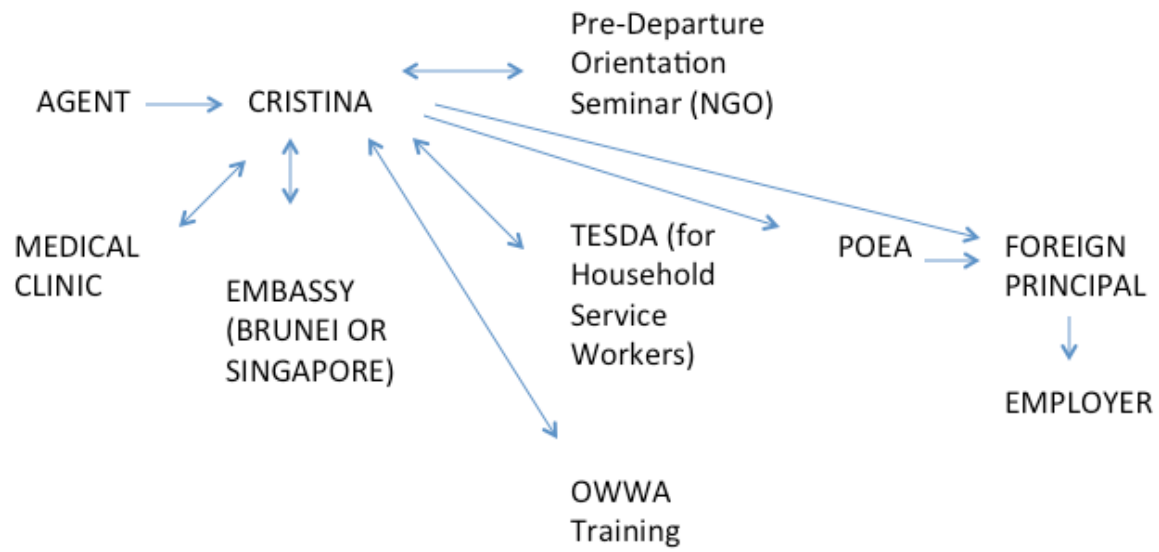 Pre-Departure
Orientation
Seminar (NGO)
AGENT
CRISTINA
MEDICAL
CLINIC
EMBASSY
(BRUNEI OR
SINGAPORE)
TESDA (for
Household
Service
Workers)
POEA
FOREIGN
PRINCIPAL
EMPLOYER
OWWA
Training